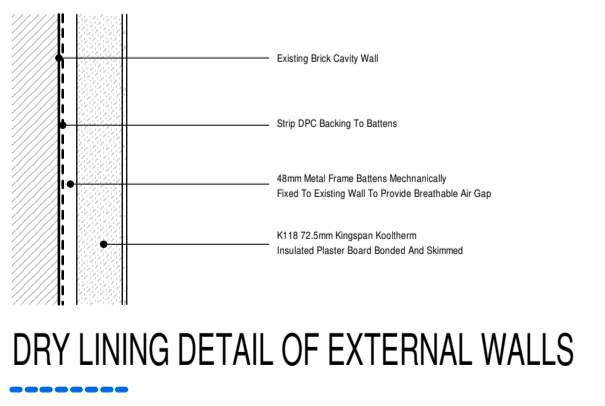 Existing Brick Cavity Wall
Strip DPC Backing To Battens
48mm Metal Frame Battens Mechnanically
Fixed To Existing Wall To Provide Breathable Air Gap
K118 72.5mm Kingspan Kooltherm
Insulated Plaster Board Bonded And Skimmed
DRY LINING DETAIL OF EXTERNAL WALLS